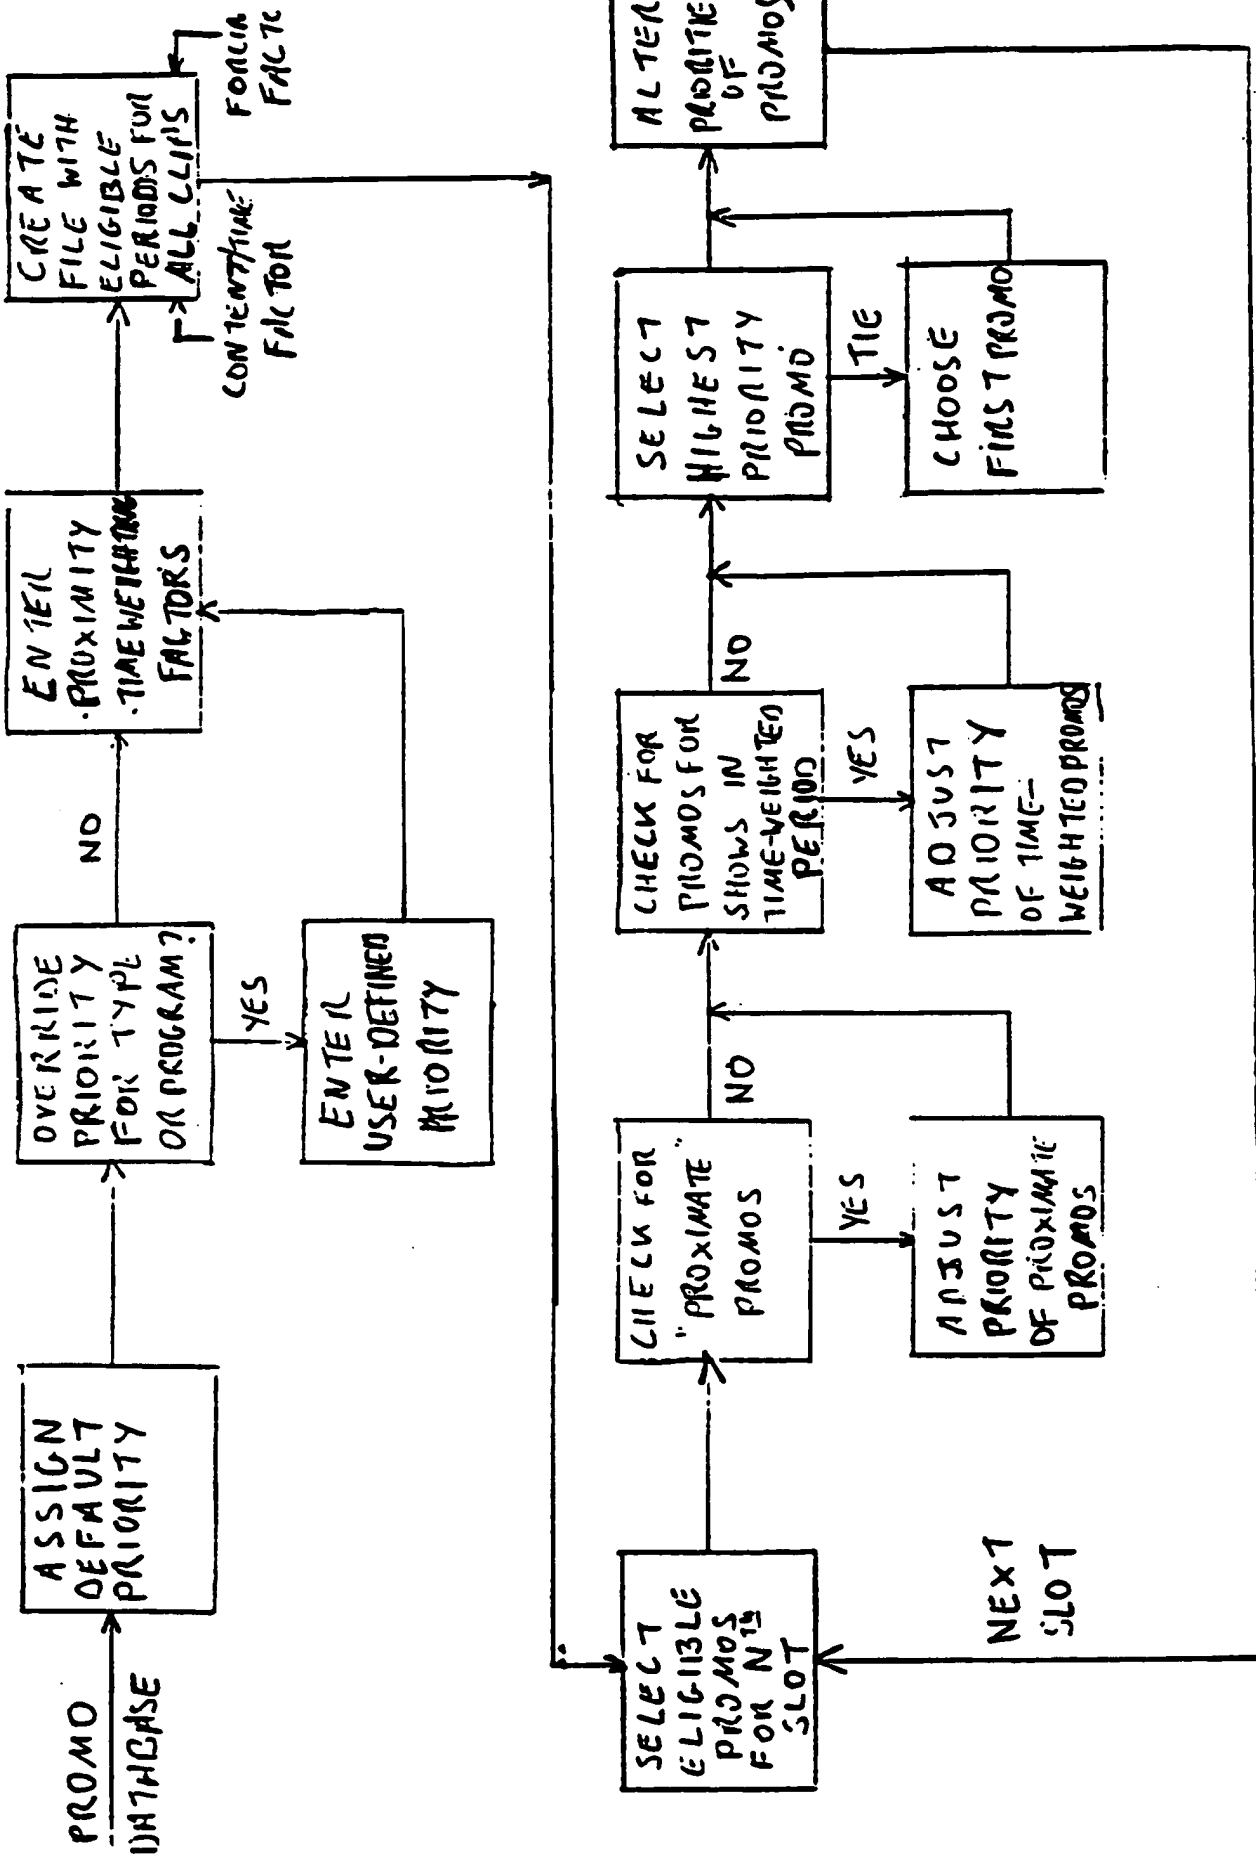 PROMO
DATABASE
ASSIGN
DEFAULT
PRIORITY
OVERRIDE
PRIORITY
FOR TYPE
OR PROGRAM?
NO
YES
ENTER
USER-DEFINED
PRIORITY
ENTER
·PROXIMITY
·TIME WEIGHTING
FACTORS
CREATE
FILE WITH
ELIGIBLE
PERIODS FOR
ALL CLIPS
CONTENT/TIME
FACTOR
FACTO
SELECT
ELIGIBLE
PROMOS
FOR Nth
SLOT
NEXT
SLOT
CHECK FOR
"PROXIMATE"
PROMOS
NO
YES
ADJUST
PRIORITY
OF PROXIMATE
PROMOS
CHECK FOR
PROMOS FOR
SHOWS IN
TIME-WEIGHTED
PERIOD
NO
YES
ADJUST
PRIORITY
OF TIME-
WEIGHTED PROMOS
SELECT
HIGHEST
PRIORITY
PROMO
TIE
CHOOSE
FIRST PROMO
ALTER
PRIORITIE
OF
PROMOS